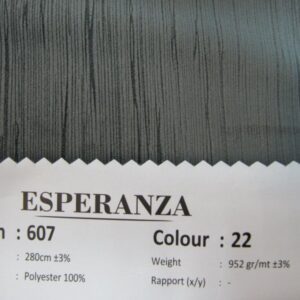 ESPERANZA
: 607 Colour : 22
: 280cm ±3% Weight : 952 gr/mt ±3%
: Polyester 100% Rapport (x/y) : -